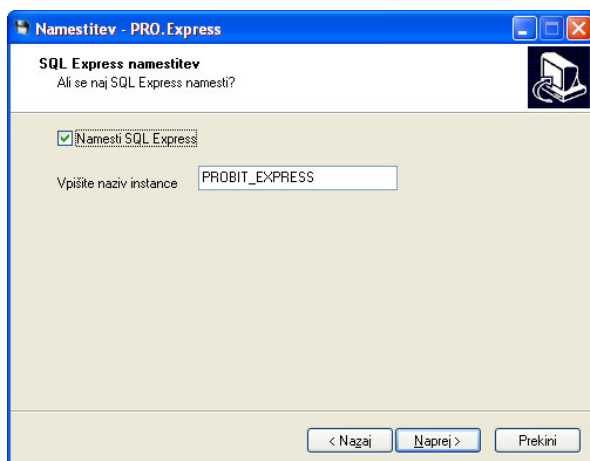 Namestitev - PRO.Express
SQL Express namestitev
Ali se naj SQL Express namesti?
Namesti SQL Express
Vpišite naziv instance
PROBIT_EXPRESS
< Nazaj
Naprej >
Prekini